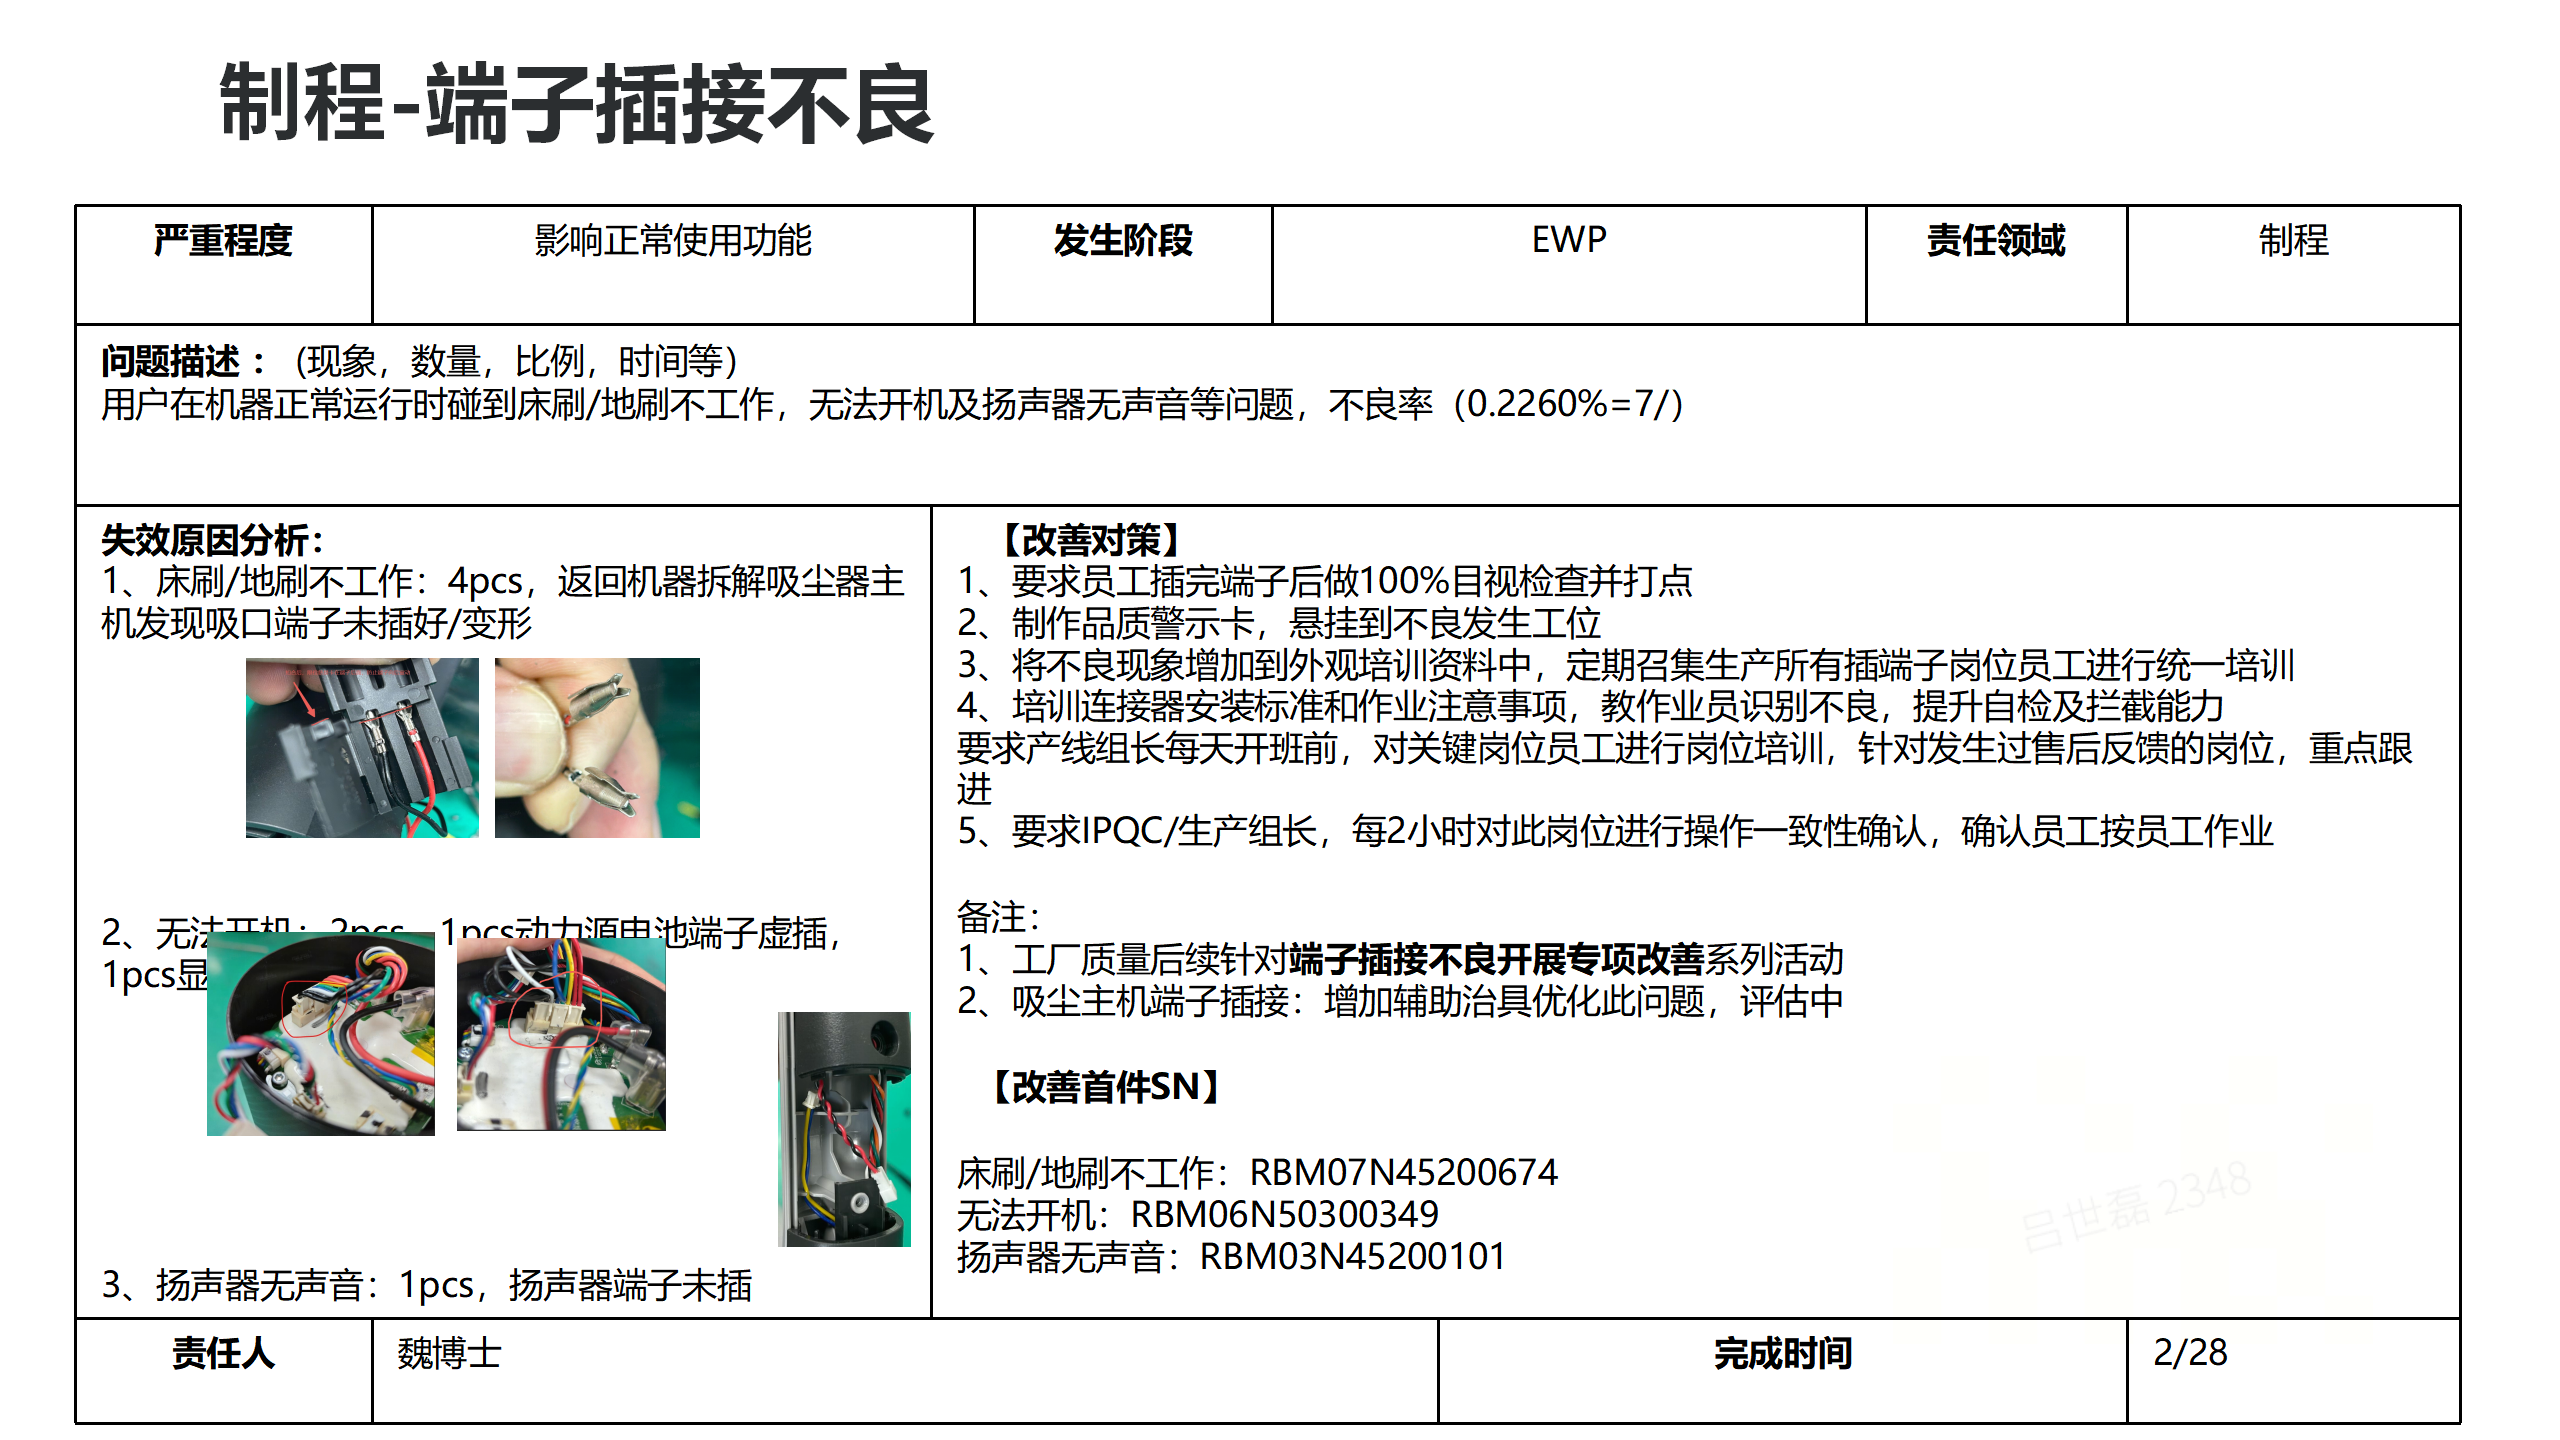 制程-端子插接不良
严重程度
影响正常使用功能
发生阶段
EWP
责任领域
制程
问题描述 ：（现象，数量，比例，时间等）
用户在机器正常运行时碰到床刷/地刷不工作，无法开机及扬声器无声音等问题，不良率（0.2260%=7/）
失效原因分析：
1、床刷/地刷不工作：4pcs，返回机器拆解吸尘器主
机发现吸口端子未插好/变形
2、无法开机：2pcs，1pcs动力源电池端子虚插，
1pcs显
3、扬声器无声音：1pcs，扬声器端子未插
【改善对策】
1、要求员工插完端子后做100%目视检查并打点
2、制作品质警示卡，悬挂到不良发生工位
3、将不良现象增加到外观培训资料中，定期召集生产所有插端子岗位员工进行统一培训
4、培训连接器安装标准和作业注意事项，教作业员识别不良，提升自检及拦截能力
要求产线组长每天开班前，对关键岗位员工进行岗位培训，针对发生过售后反馈的岗位，重点跟
进
5、要求IPQC/生产组长，每2小时对此岗位进行操作一致性确认，确认员工按员工作业
备注：
1、工厂质量后续针对端子插接不良开展专项改善系列活动
2、吸尘主机端子插接：增加辅助治具优化此问题，评估中
【改善首件SN】
床刷/地刷不工作：RBM07N45200674
无法开机：RBM06N50300349
扬声器无声音：RBM03N45200101
吕世磊 2348
责任人
魏博士
完成时间
2/28